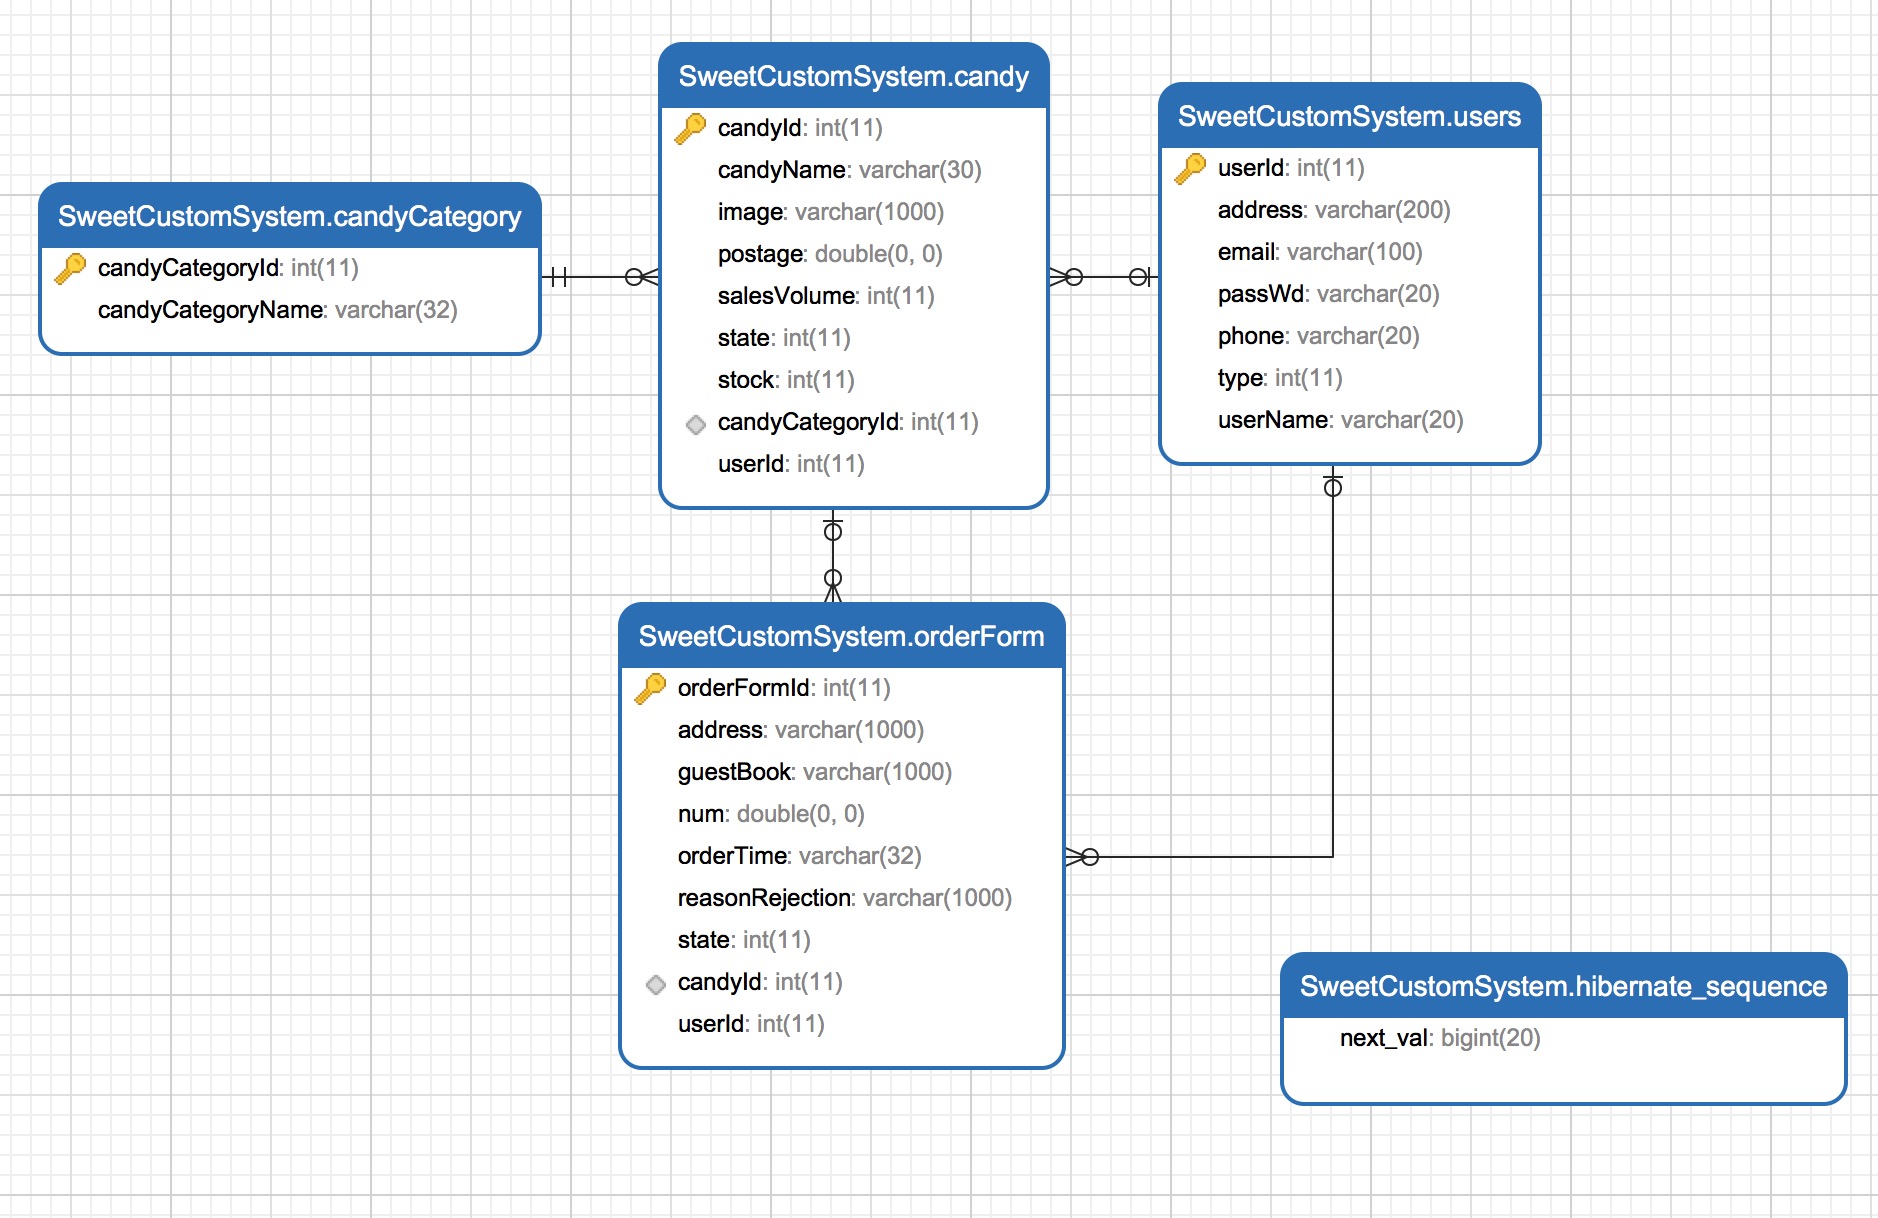 SweetCustomSystem.candyCategory
candyCategoryId: int(11)
candyCategoryName: varchar(32)
SweetCustomSystem.candy
candyId: int(11)
candyName: varchar(30)
image: varchar(1000)
postage: double(0, 0)
salesVolume: int(11)
state: int(11)
stock: int(11)
candyCategoryId: int(11)
userId: int(11)
SweetCustomSystem.users
userId: int(11)
address: varchar(200)
email: varchar(100)
passWd: varchar(20)
phone: varchar(20)
type: int(11)
userName: varchar(20)
SweetCustomSystem.orderForm
orderFormId: int(11)
address: varchar(1000)
guestBook: varchar(1000)
num: double(0, 0)
orderTime: varchar(32)
reasonRejection: varchar(1000)
state: int(11)
candyId: int(11)
userId: int(11)
SweetCustomSystem.hibernate_sequence
next_val: bigint(20)